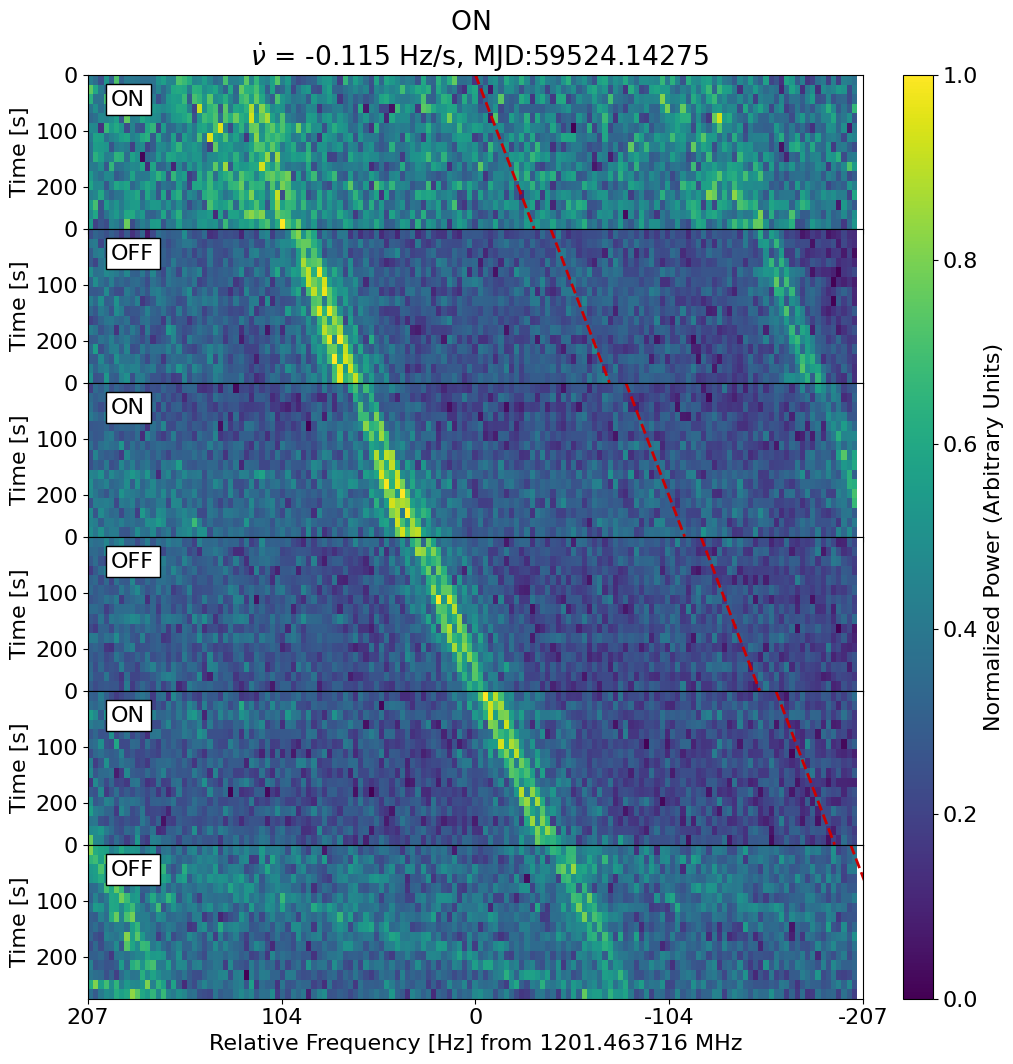 ON
ν̇ = -0.115 Hz/s, MJD:59524.14275
0
ON
100
Time [s]
200
0
OFF
100
Time [s]
200
0
ON
100
Time [s]
200
0
OFF
100
Time [s]
200
0
ON
100
Time [s]
200
0
OFF
100
Time [s]
200
207 104 0 -104 -207
Relative Frequency [Hz] from 1201.463716 MHz
1.0
0.8
0.6
0.4
0.2
0.0
Normalized Power (Arbitrary Units)